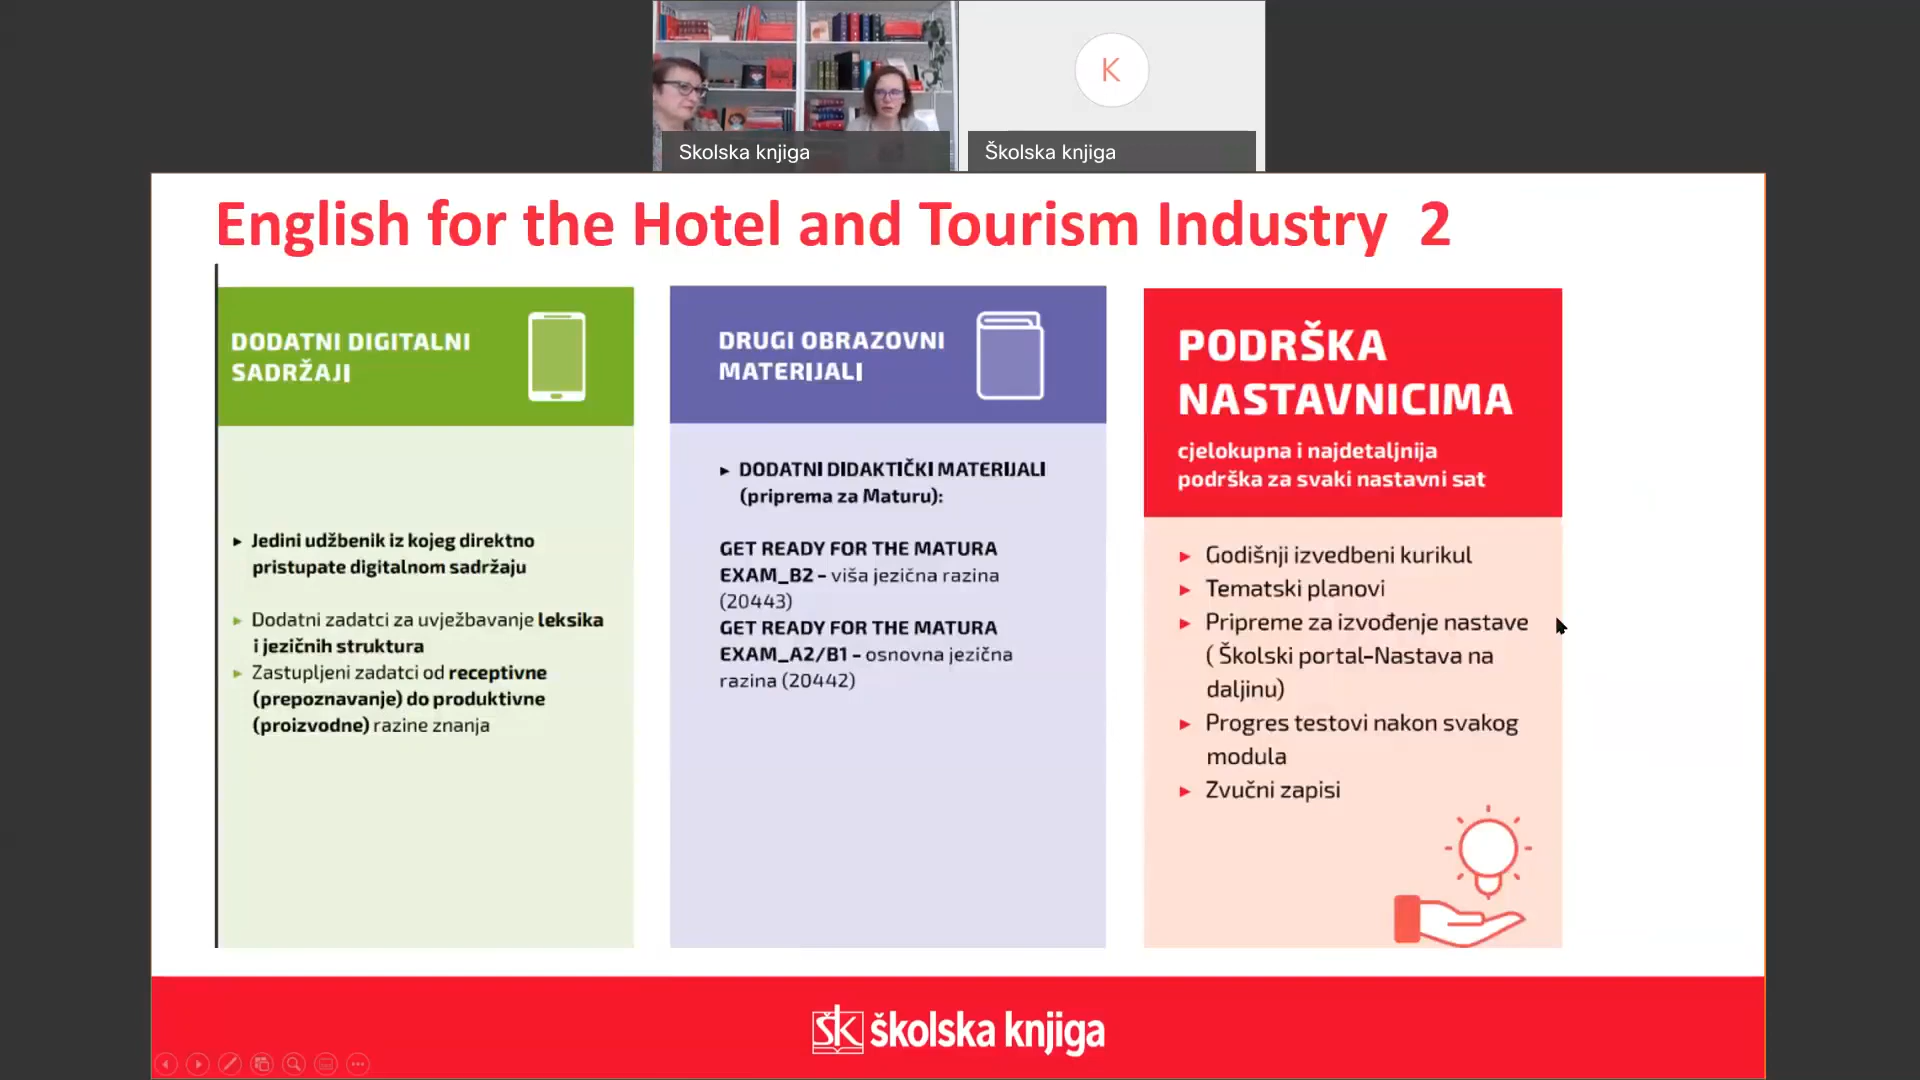 K
Skolska knjiga
Školska knjiga
English for the Hotel and Tourism Industry 2
DODATNI DIGITALNI
SADRŽAJI
▸ Jedini udžbenik iz kojeg direktno
pristupate digitalnom sadržaju
▸ Dodatni zadatci za uvježbavanje leksika
i jezičnih struktura
▸ Zastupljeni zadatci od receptivne
(prepoznavanje) do produktivne
(proizvodne) razine znanja
DRUGI OBRAZOVNI
MATERIJALI
▸ DODATNI DIDAKTIČKI MATERIJALI
(priprema za Maturu):
GET READY FOR THE MATURA
EXAM_B2 – viša jezična razina
(20443)
GET READY FOR THE MATURA
EXAM_A2/B1 – osnovna jezična
razina (20442)
PODRŠKA
NASTAVNICIMA
cjelokupna i najdetaljnija
podrška za svaki nastavni sat
▸ Godišnji izvedbeni kurikul
▸ Tematski planovi
▸ Pripreme za izvođenje nastave
( Školski portal–Nastava na
daljinu)
▸ Progres testovi nakon svakog
modula
▸ Zvučni zapisi
ŠK školska knjiga